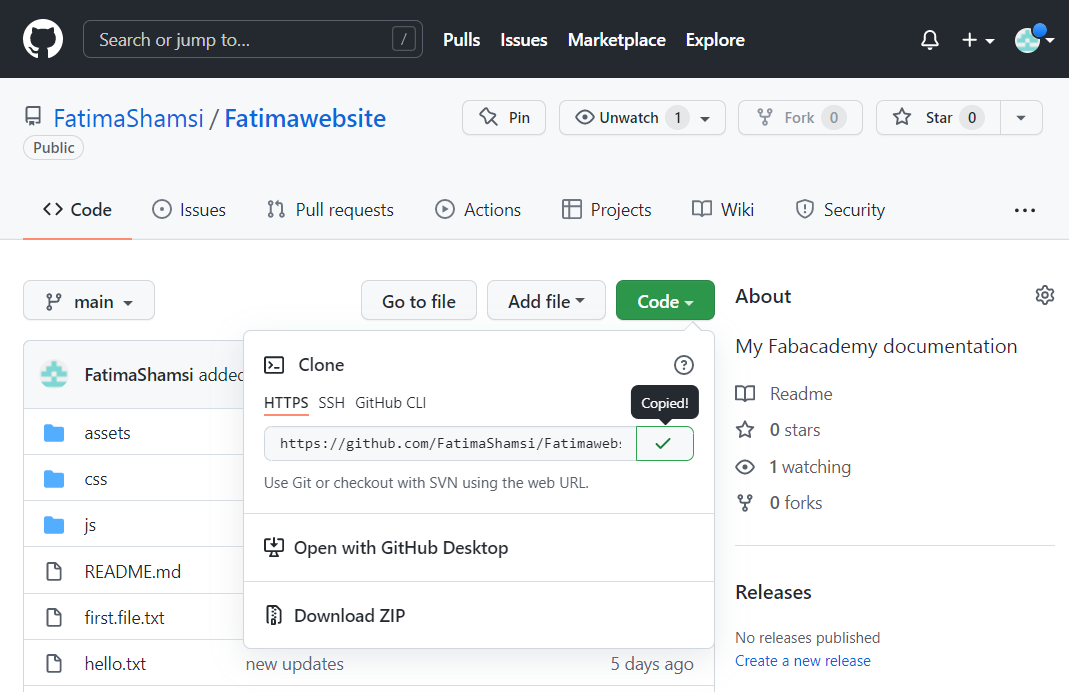 Search or jump to... / Pulls Issues Marketplace Explore
FatimaShamsi / Fatimawebsite Pin Unwatch 1 Fork 0 Star 0
Public
Code Issues Pull requests Actions Projects Wiki Security ...
main Go to file Add file Code About
My Fabacademy documentation
Clone ?
FatimaShamsi added
HTTPS SSH GitHub CLI Copied! Readme
https://github.com/FatimaShamsi/Fatimawebs 0 stars
assets
Use Git or checkout with SVN using the web URL. 1 watching
css
0 forks
js
Open with GitHub Desktop
README.md
Releases
first.file.txt Download ZIP
No releases published
hello.txt new updates 5 days ago Create a new release